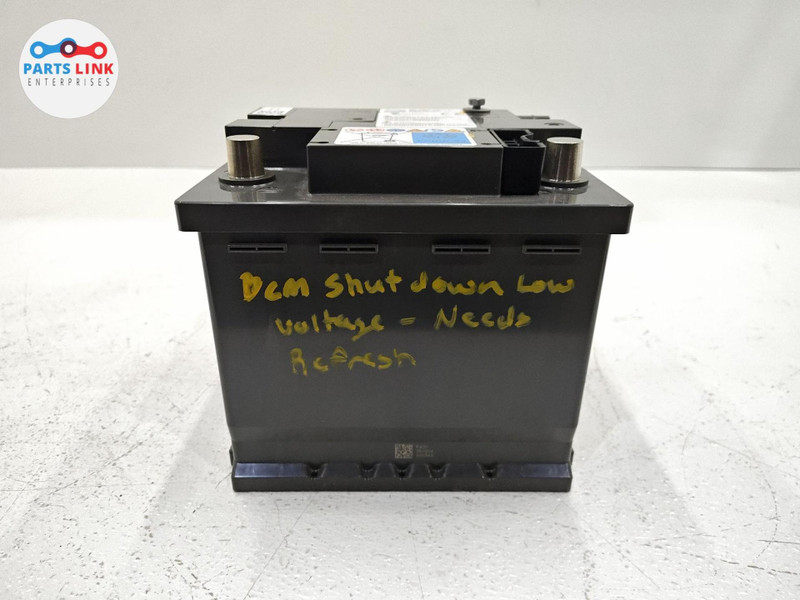 PARTS LINK
ENTERPRISES
DCM Shutdown Low
voltage = Needs
Refresh